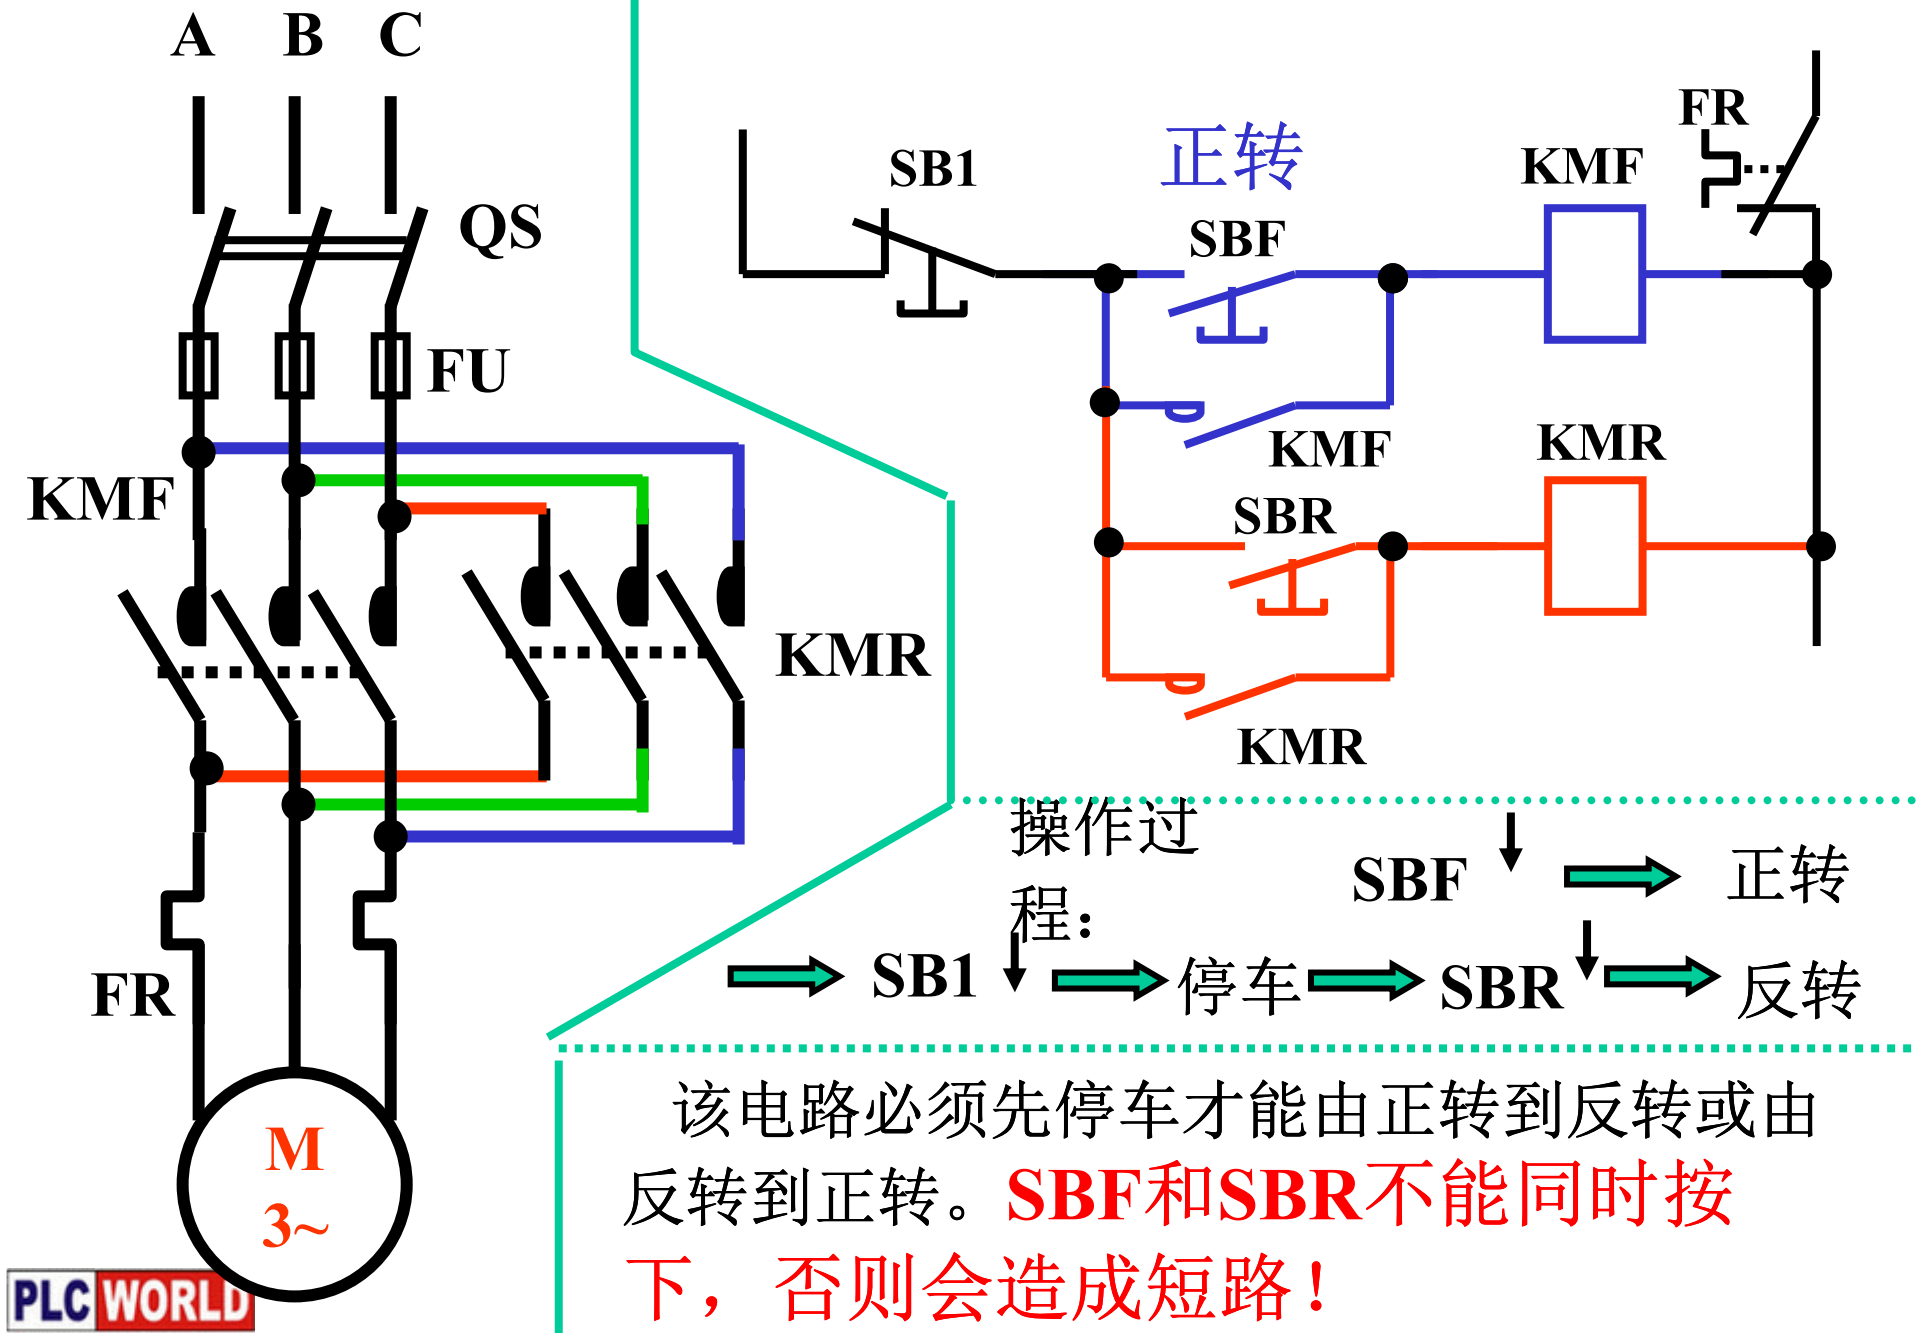 A B C
QS
FU
KMF
KMR
FR
M
3~
SB1
正转
SBF
KMF
FR
KMF
SBR
KMR
KMR
操作过
程：
SBF
正转
SB1
停车
SBR
反转
该电路必须先停车才能由正转到反转或由
反转到正转。SBF和SBR不能同时按
下，否则会造成短路！
PLC WORLD